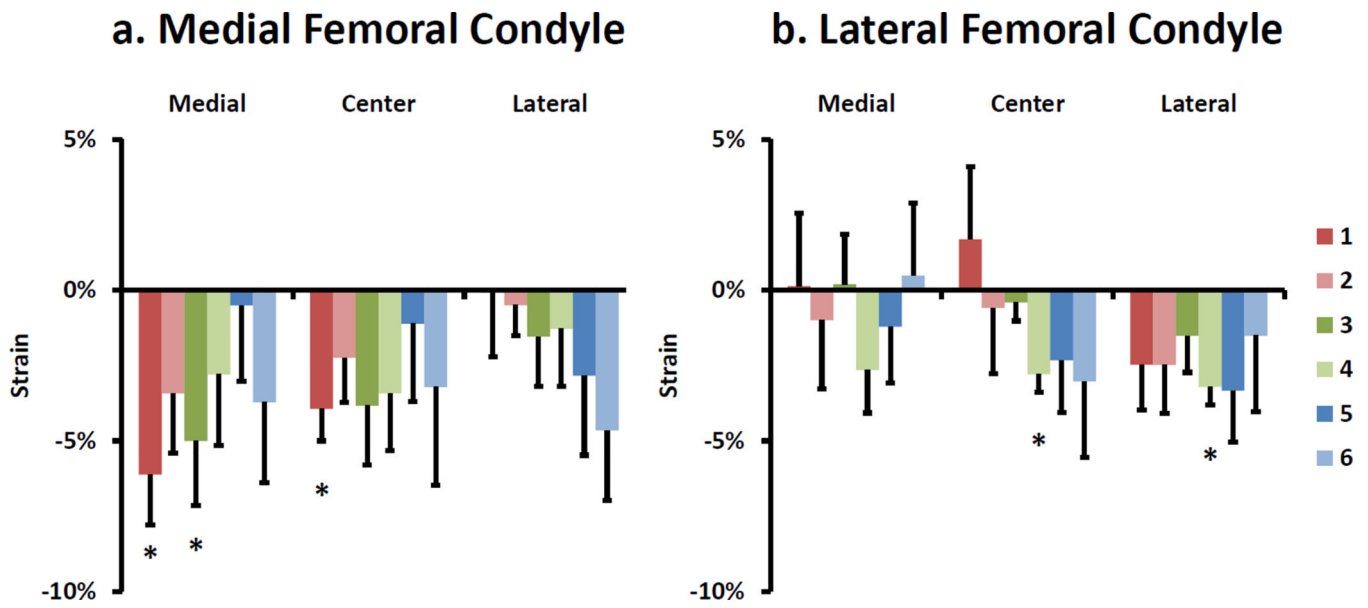 a. Medial Femoral Condyle
Medial Center Lateral
5%
0%
-5%
-10%
Strain
* * *
b. Lateral Femoral Condyle
Medial Center Lateral
5%
0%
-5%
-10%
Strain
* *
1
2
3
4
5
6